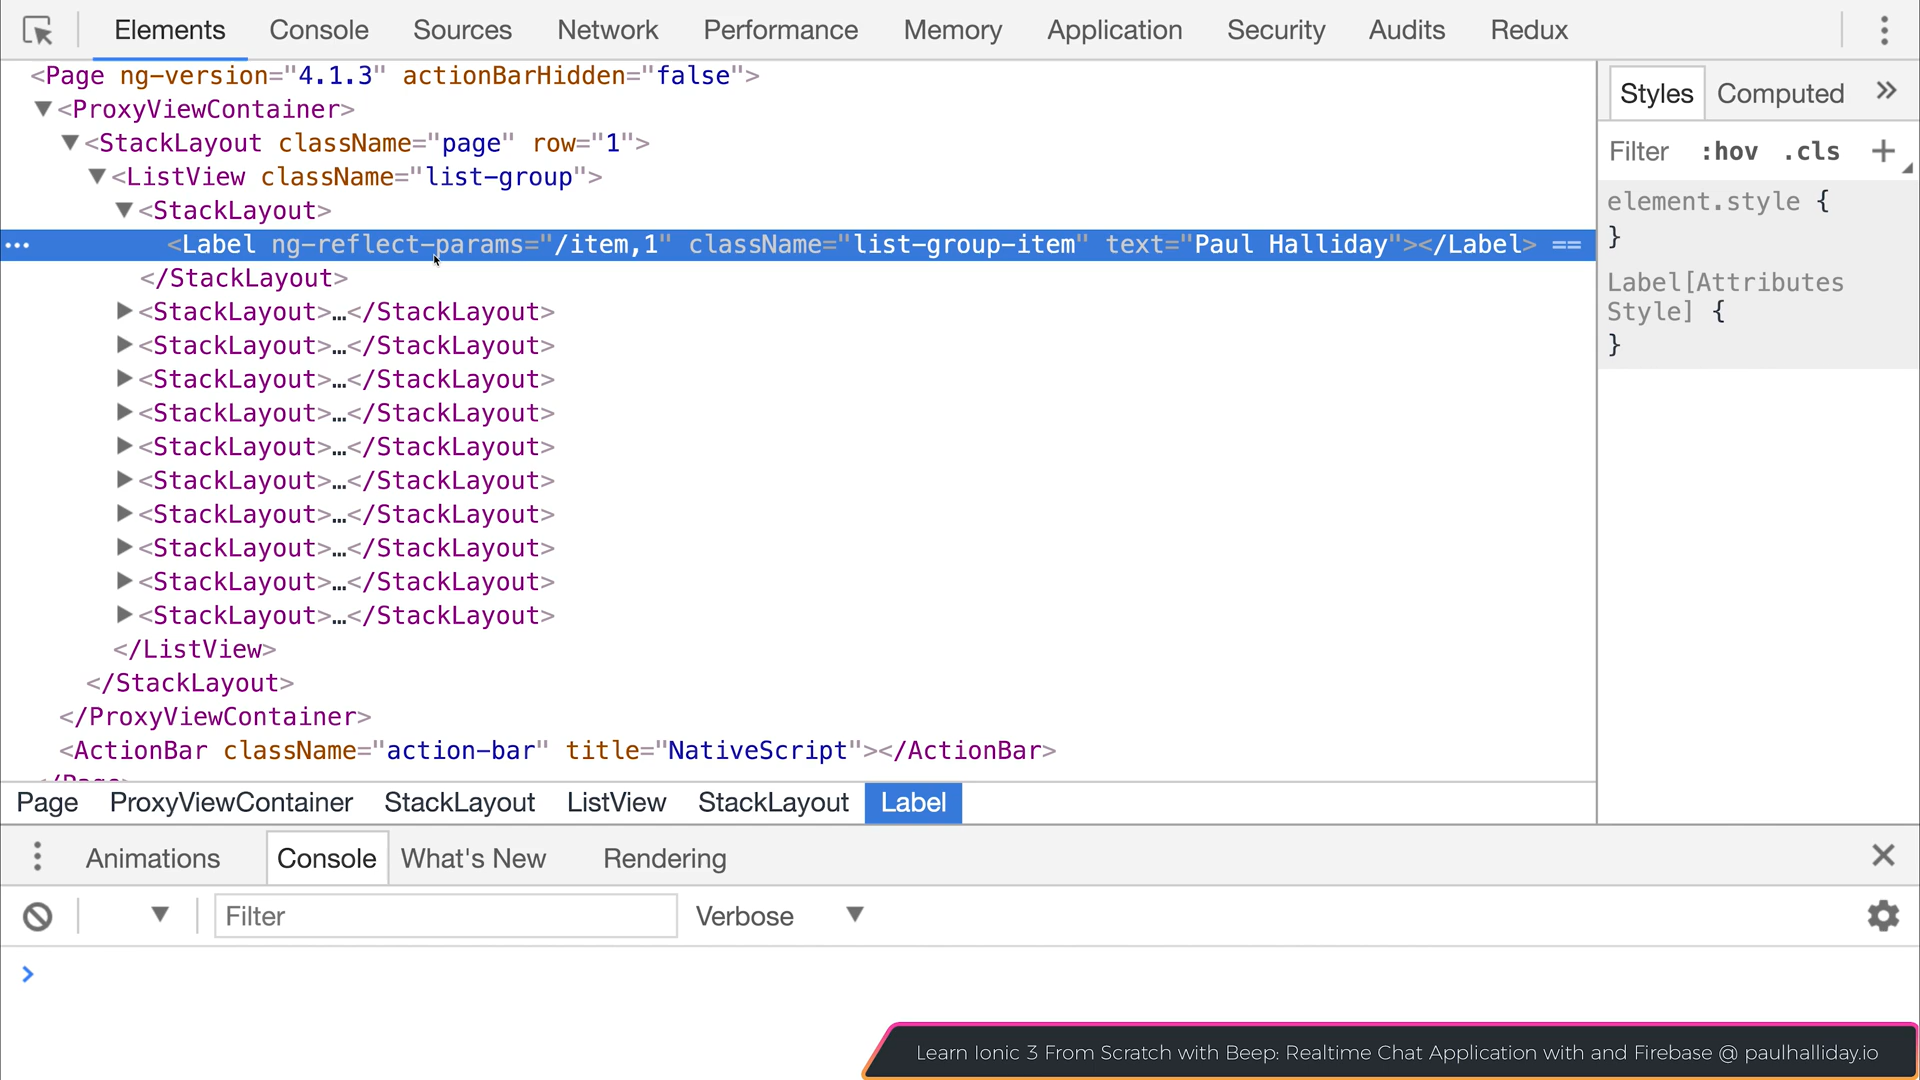 Elements Console Sources Network Performance Memory Application Security Audits Redux
<Page ng-version="4.1.3" actionBarHidden="false">
▼<ProxyViewContainer>
▼<StackLayout className="page" row="1">
▼<ListView className="list-group">
▼<StackLayout>
… <Label ng-reflect-params="/item,1" className="list-group-item" text="Paul Halliday"></Label> ==
</StackLayout>
▶<StackLayout>…</StackLayout>
▶<StackLayout>…</StackLayout>
▶<StackLayout>…</StackLayout>
▶<StackLayout>…</StackLayout>
▶<StackLayout>…</StackLayout>
▶<StackLayout>…</StackLayout>
▶<StackLayout>…</StackLayout>
▶<StackLayout>…</StackLayout>
▶<StackLayout>…</StackLayout>
▶<StackLayout>…</StackLayout>
</ListView>
</StackLayout>
</ProxyViewContainer>
<ActionBar className="action-bar" title="NativeScript"></ActionBar>
</Page>
Page ProxyViewContainer StackLayout ListView StackLayout Label
Styles Computed »
Filter :hov .cls +
element.style {
}
Label[Attributes
Style] {
}
Animations Console What's New Rendering
Filter Verbose ▼
>
Learn Ionic 3 From Scratch with Beep: Realtime Chat Application with and Firebase @ paulhalliday.io